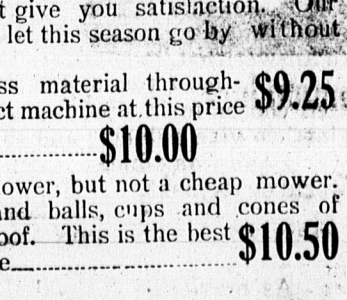 t give you satisfaction. Our
let this season go by without
ss material through-
ct machine at this price $9.25
$10.00
ower, but not a cheap mower.
and balls, cups and cones of
oof. This is the best $10.50
e